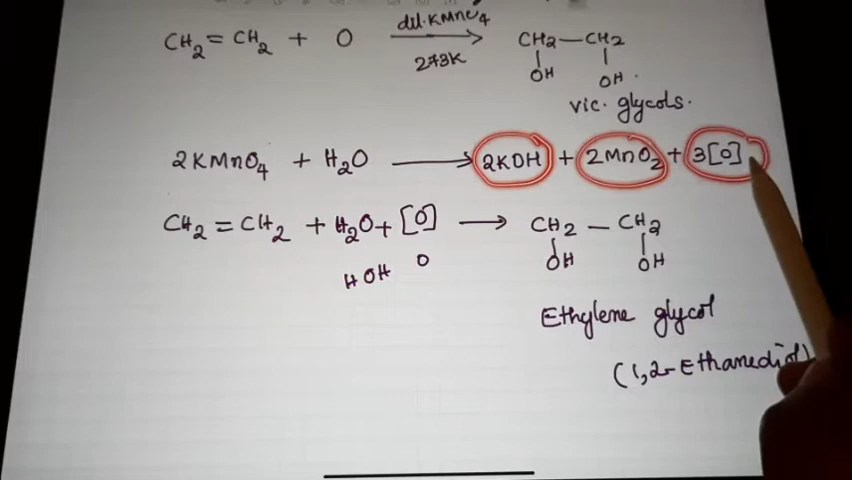 CH2=CH2 + O dil.KMnO4 → CH2—CH2
273K OH OH.
vic. glycols.
2KMnO4 + H2O → 2KOH + 2MnO2 + 3[O]
CH2=CH2 + H2O + [O] → CH2—CH2
H OH O OH OH
Ethylene glycol
(1,2-Ethanediol)